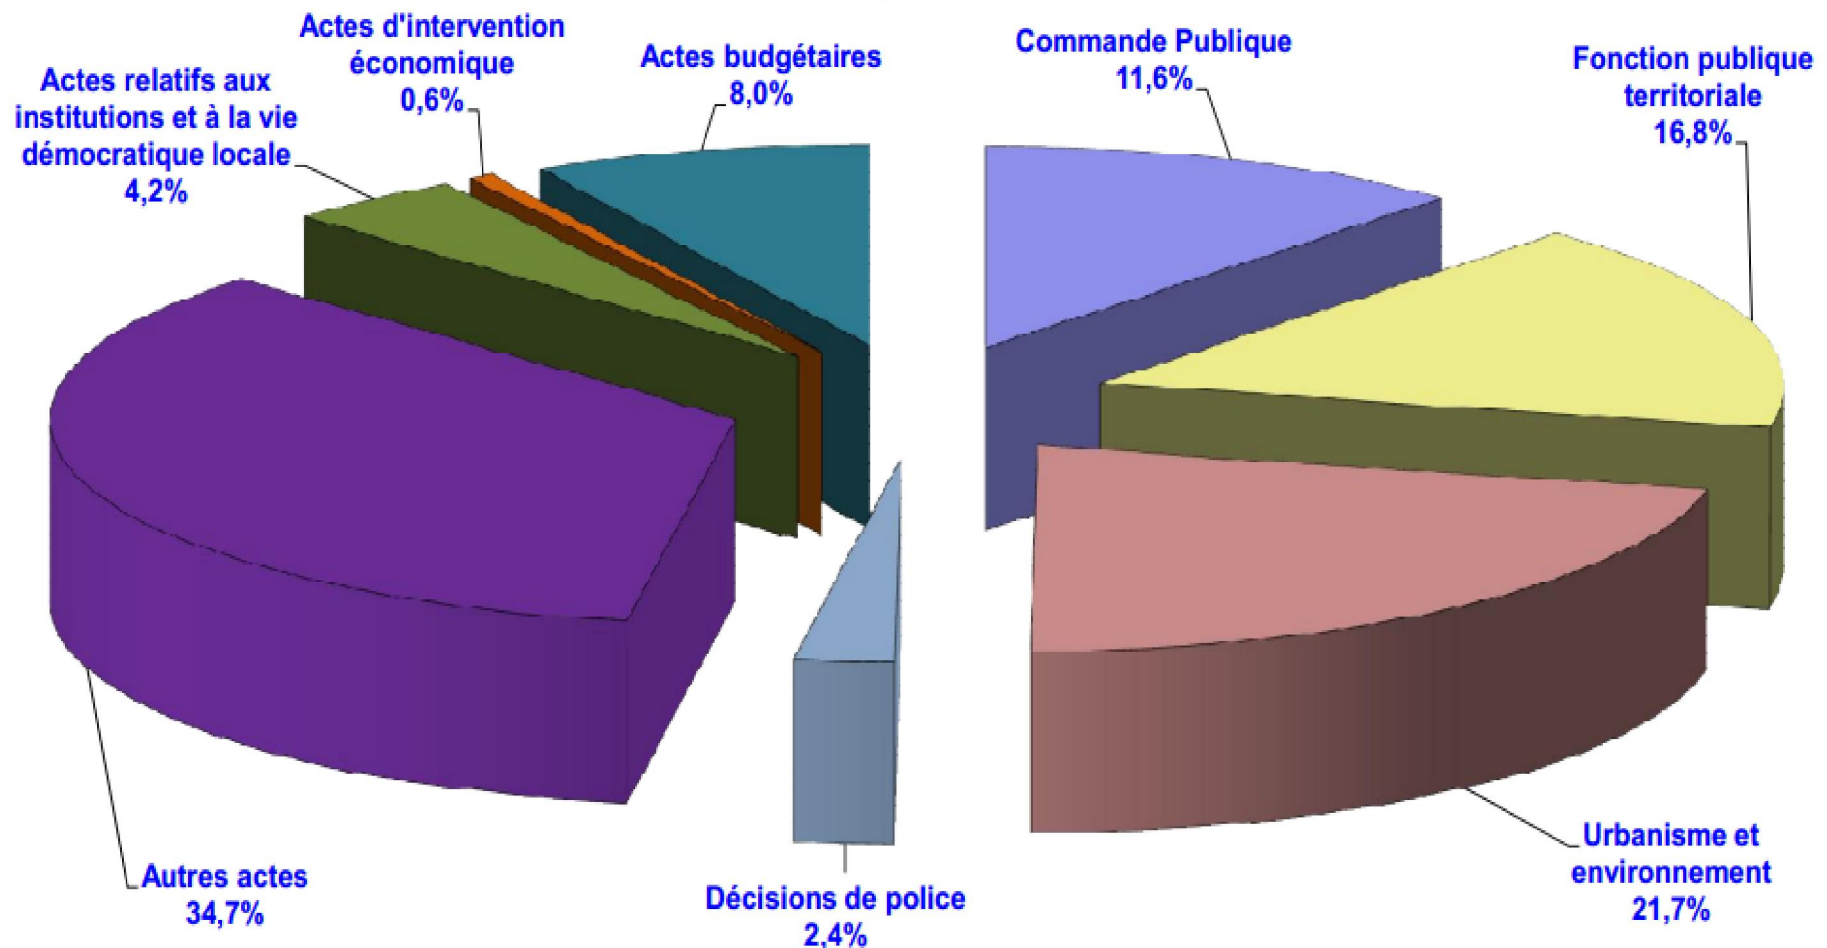 Actes d'intervention
économique
0,6%
Actes budgétaires
8,0%
Commande Publique
11,6%
Fonction publique
territoriale
16,8%
Actes relatifs aux
institutions et à la vie
démocratique locale
4,2%
Autres actes
34,7%
Décisions de police
2,4%
Urbanisme et
environnement
21,7%